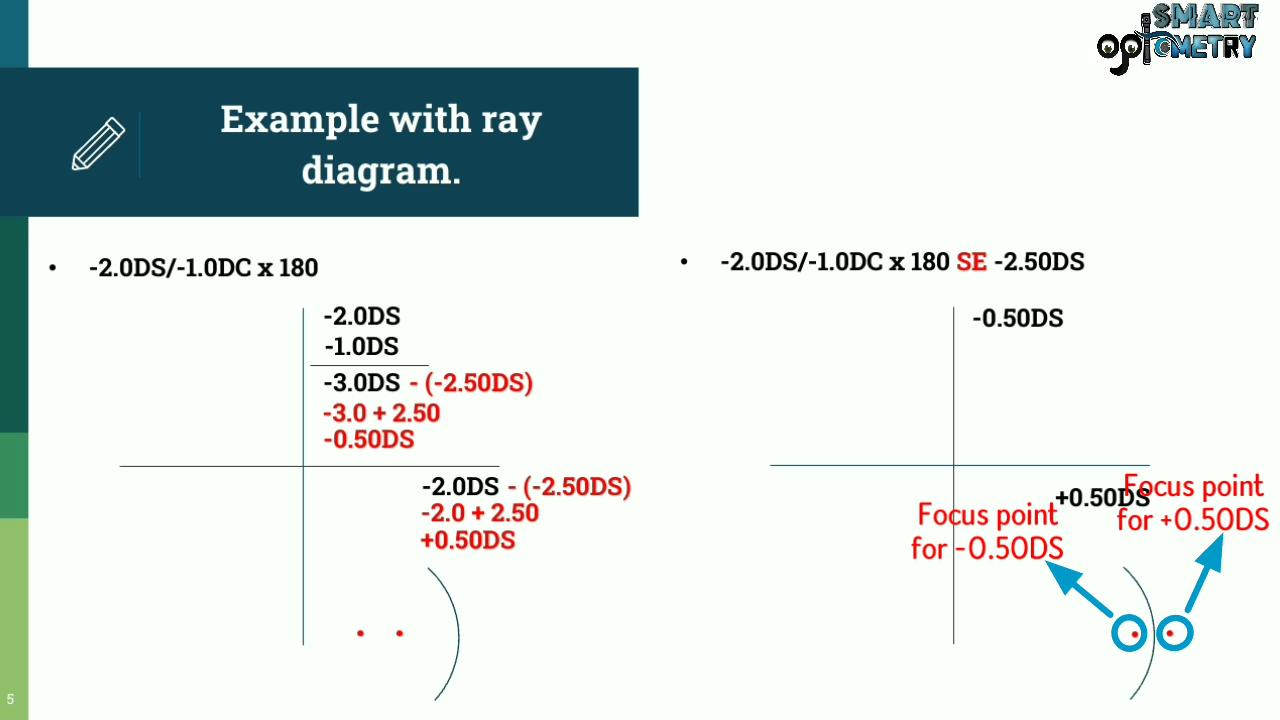 SMART
optOMETRY
Example with ray
diagram.
• -2.0DS/-1.0DC x 180
-2.0DS
-1.0DS
-3.0DS - (-2.50DS)
-3.0 + 2.50
-0.50DS
-2.0DS - (-2.50DS)
-2.0 + 2.50
+0.50DS
• -2.0DS/-1.0DC x 180 SE -2.50DS
-0.50DS
+0.50DS
Focus point
for -0.50DS
Focus point
for +0.50DS
5